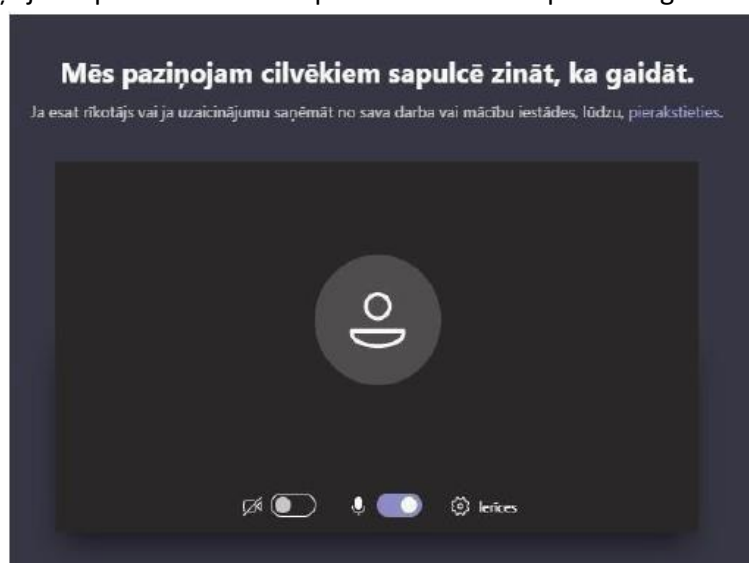 Mēs paziņojam cilvēkiem sapulcē zināt, ka gaidāt.
Ja esat rīkotājs vai ja uzaicinājumu saņēmāt no sava darba vai mācību iestādes, lūdzu, pierakstieties.
Ierīces